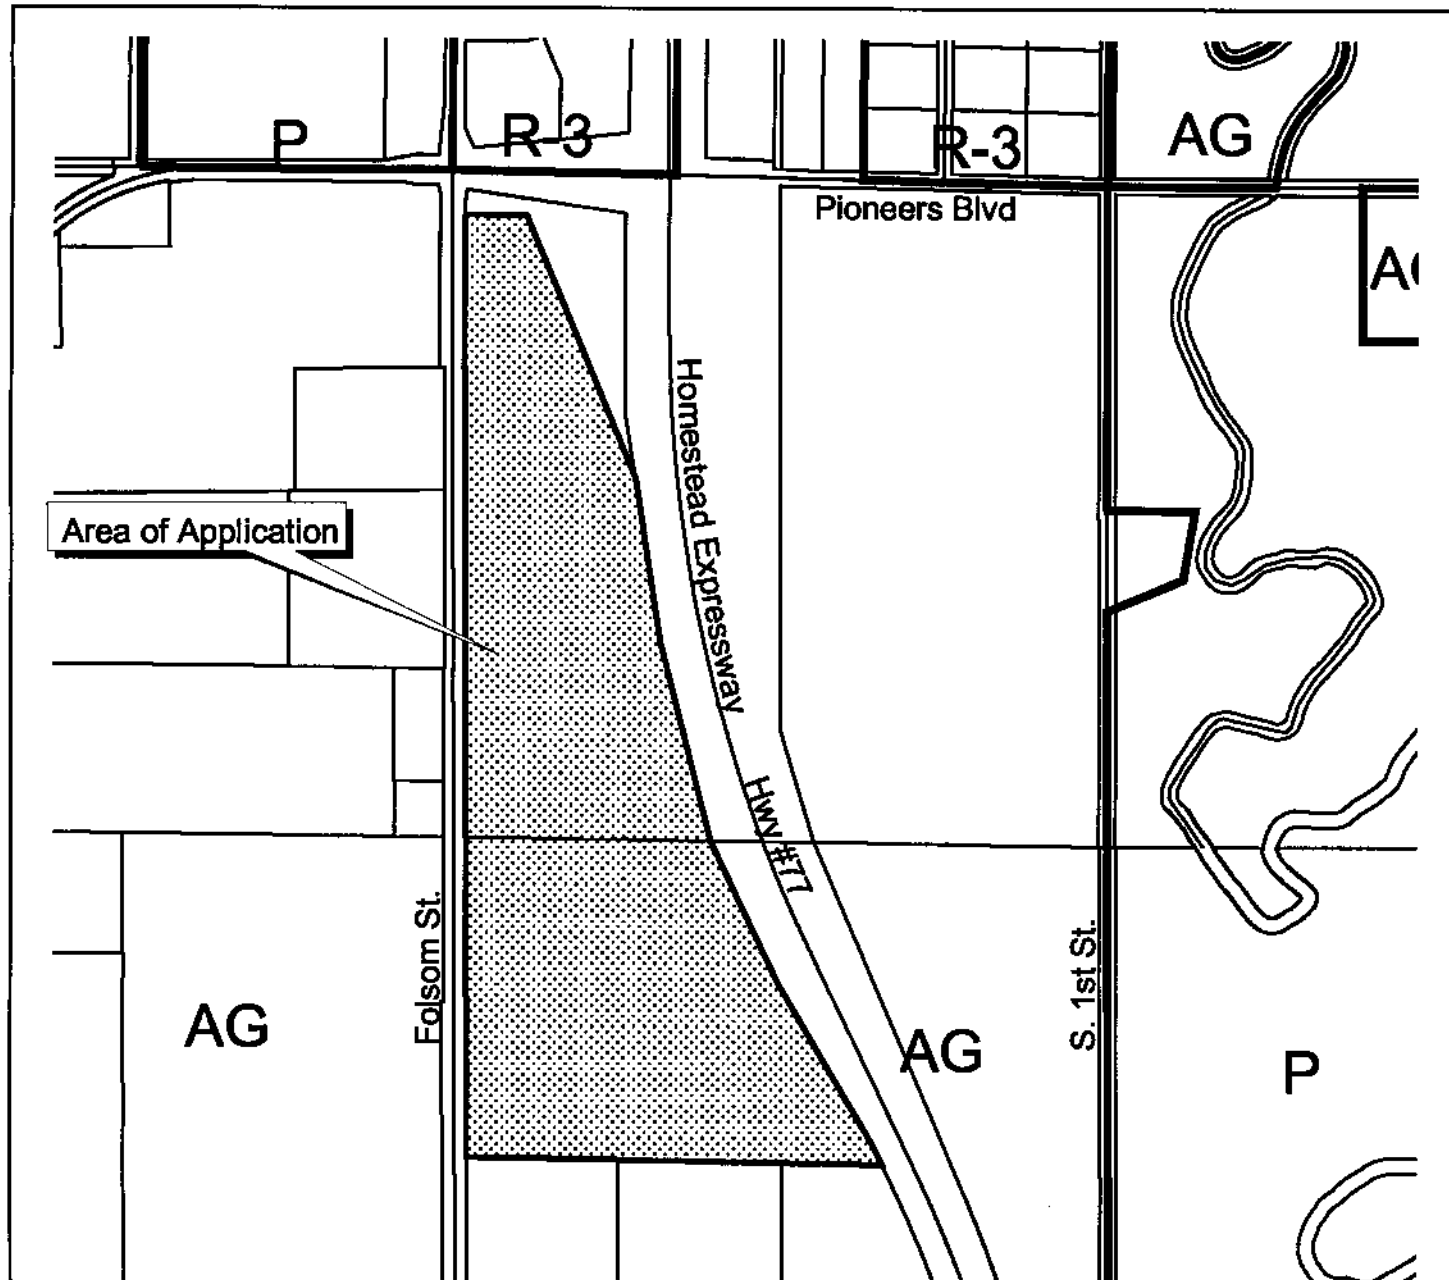 P
R-3
R-3
AG
Pioneers Blvd
Homestead Expressway
Area of Application
Hwy #77
Folsom St.
S. 1st St.
AG
AG
P